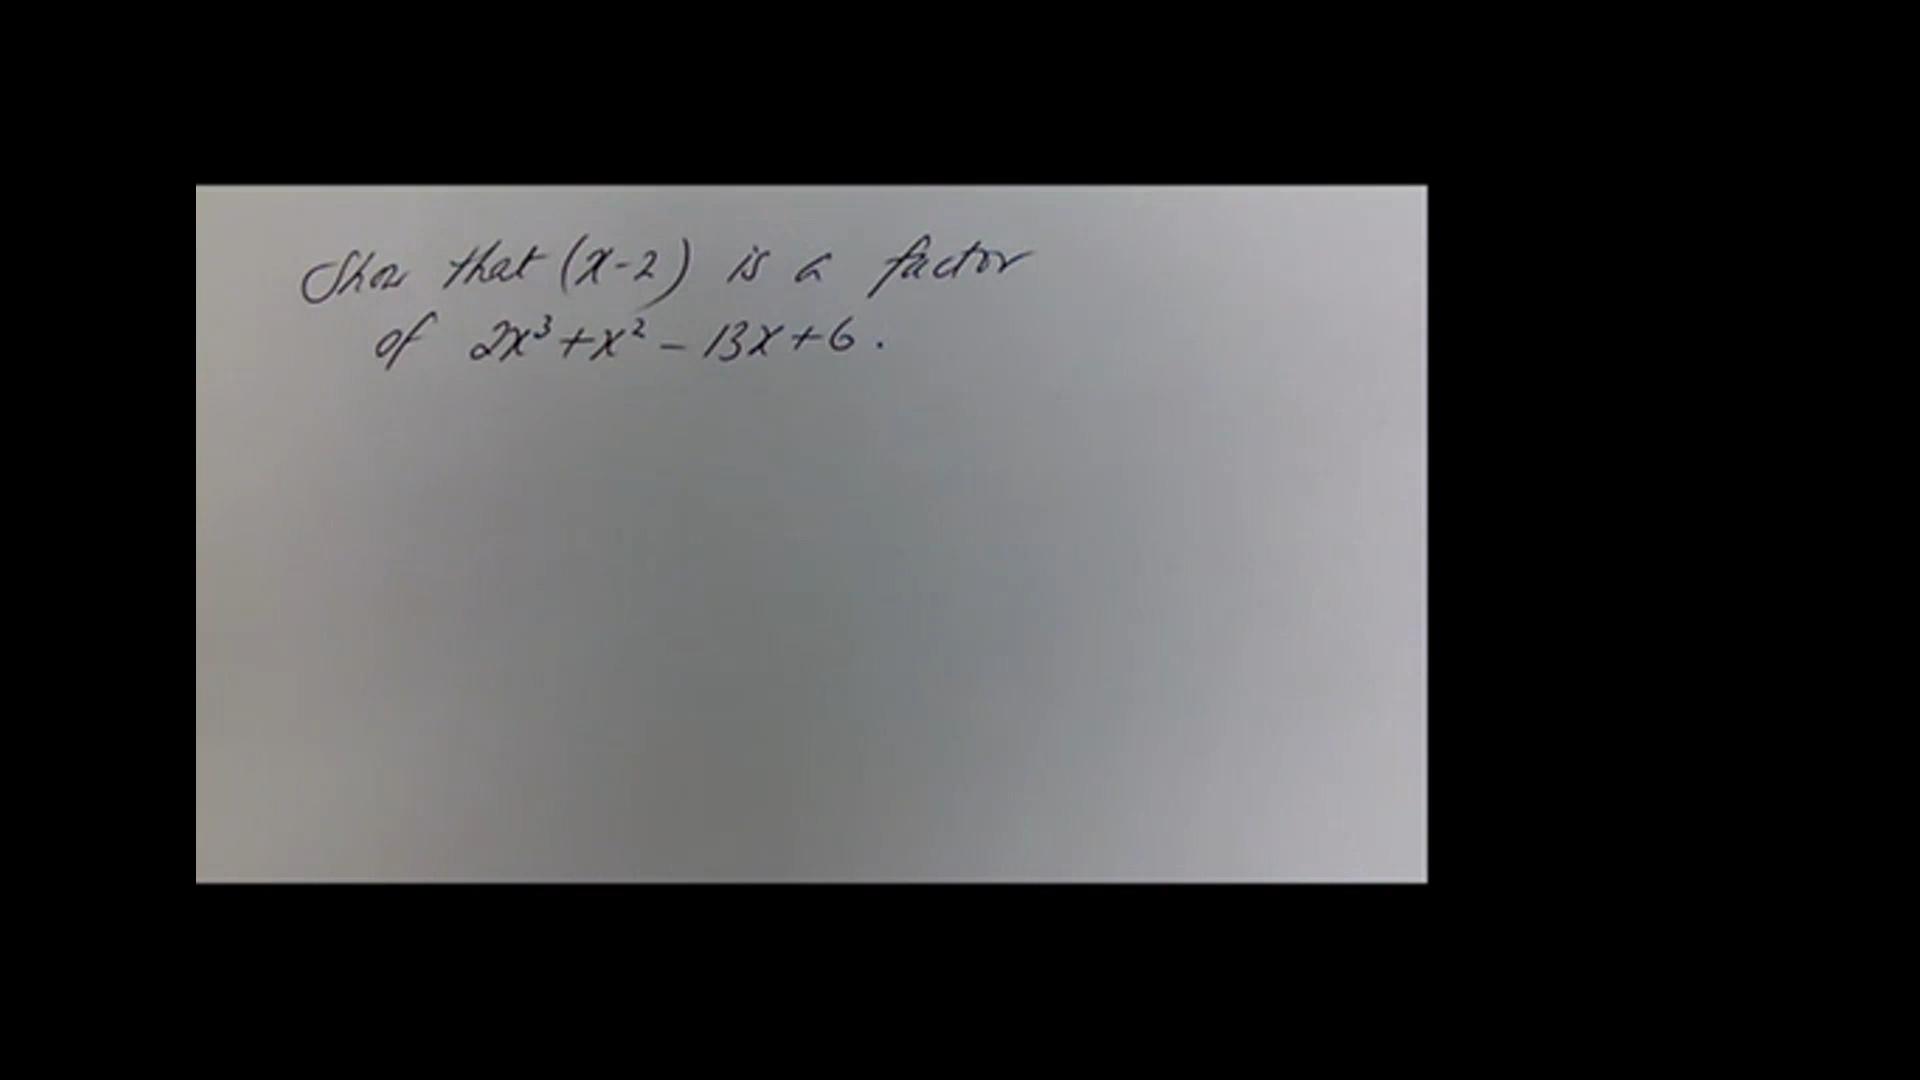 Show that (x-2) is a factor
of 2x³+x²-13x+6.